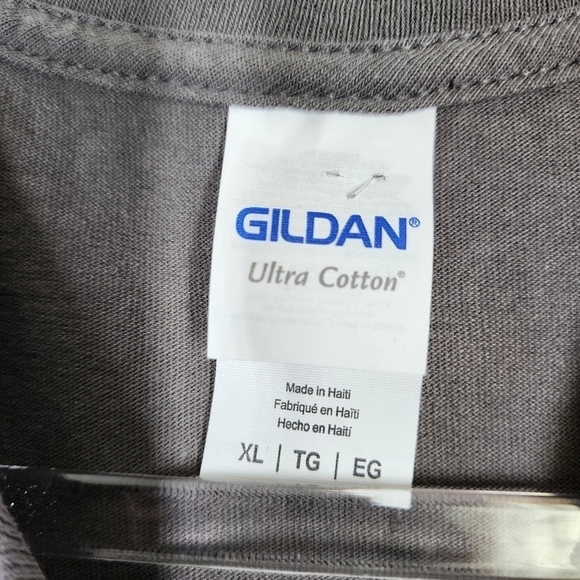 GILDAN®
Ultra Cotton®
Made in Haiti
Fabriqué en Haïti
Hecho en Haití
XL | TG | EG